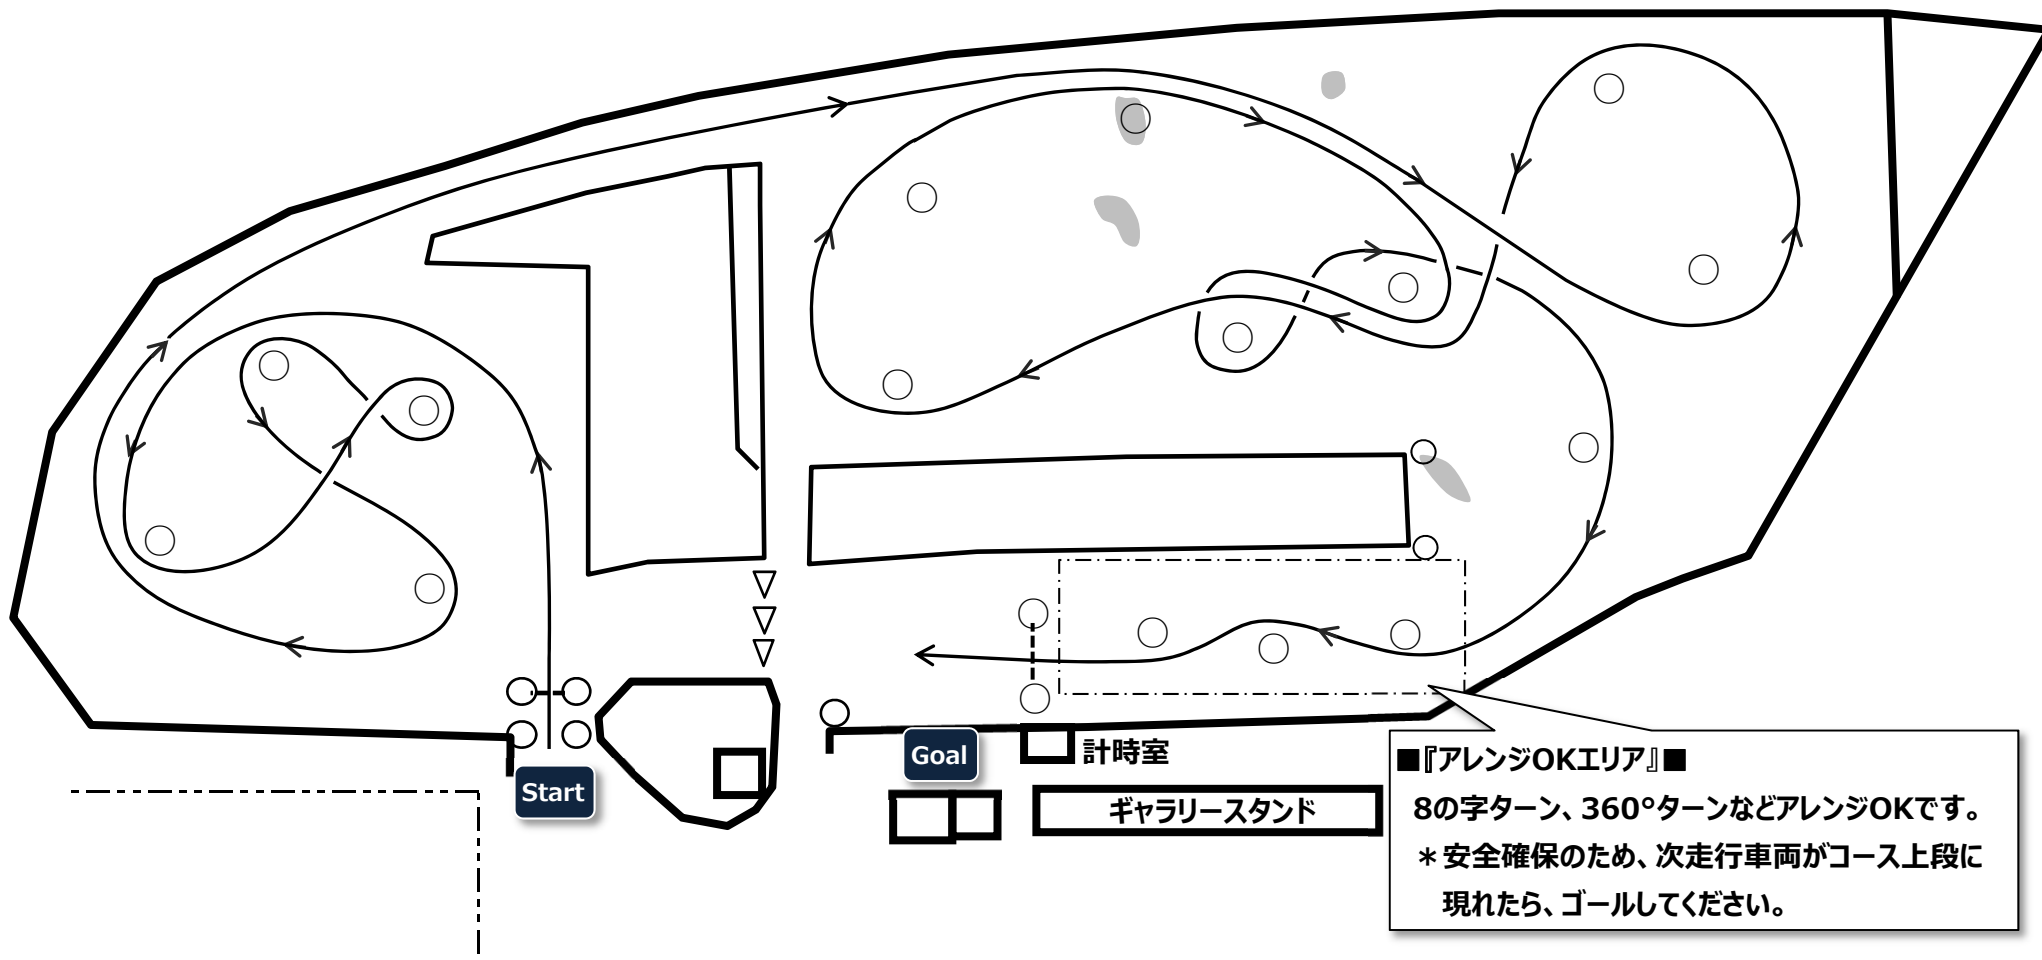 Goal
計時室
Start
ギャラリースタンド
■『アレンジOKエリア』■
8の字ターン、360°ターンなどアレンジOKです。
＊安全確保のため、次走行車両がコース上段に
現れたら、ゴールしてください。